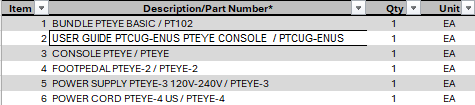 Item Description/Part Number* Qty Unit
1 BUNDLE PTEYE BASIC / PT102 1 EA
2 USER GUIDE PTCUG-ENUS PTEYE CONSOLE / PTCUG-ENUS 1 EA
3 CONSOLE PTEYE / PTEYE 1 EA
4 FOOTPEDAL PTEYE-2 / PTEYE-2 1 EA
5 POWER SUPPLY PTEYE-3 120V-240V / PTEYE-3 1 EA
6 POWER CORD PTEYE-4 US / PTEYE-4 1 EA